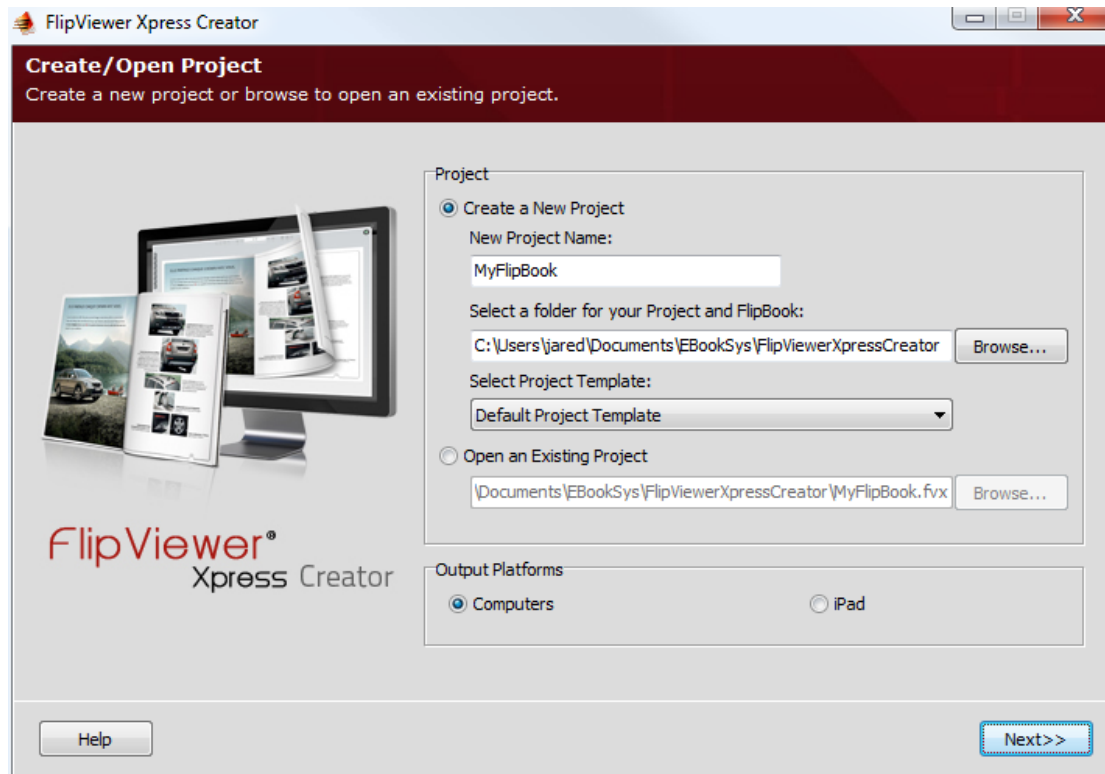 FlipViewer Xpress Creator
Create/Open Project
Create a new project or browse to open an existing project.
Project
Create a New Project
New Project Name:
MyFlipBook
Select a folder for your Project and FlipBook:
C:\Users\jared\Documents\EBookSys\FlipViewerXpressCreator
Browse...
Select Project Template:
Default Project Template
Open an Existing Project
\Documents\EBookSys\FlipViewerXpressCreator\MyFlipBook.fvx
Browse...
FlipViewer®
Xpress Creator
Output Platforms
Computers
iPad
Help
Next>>